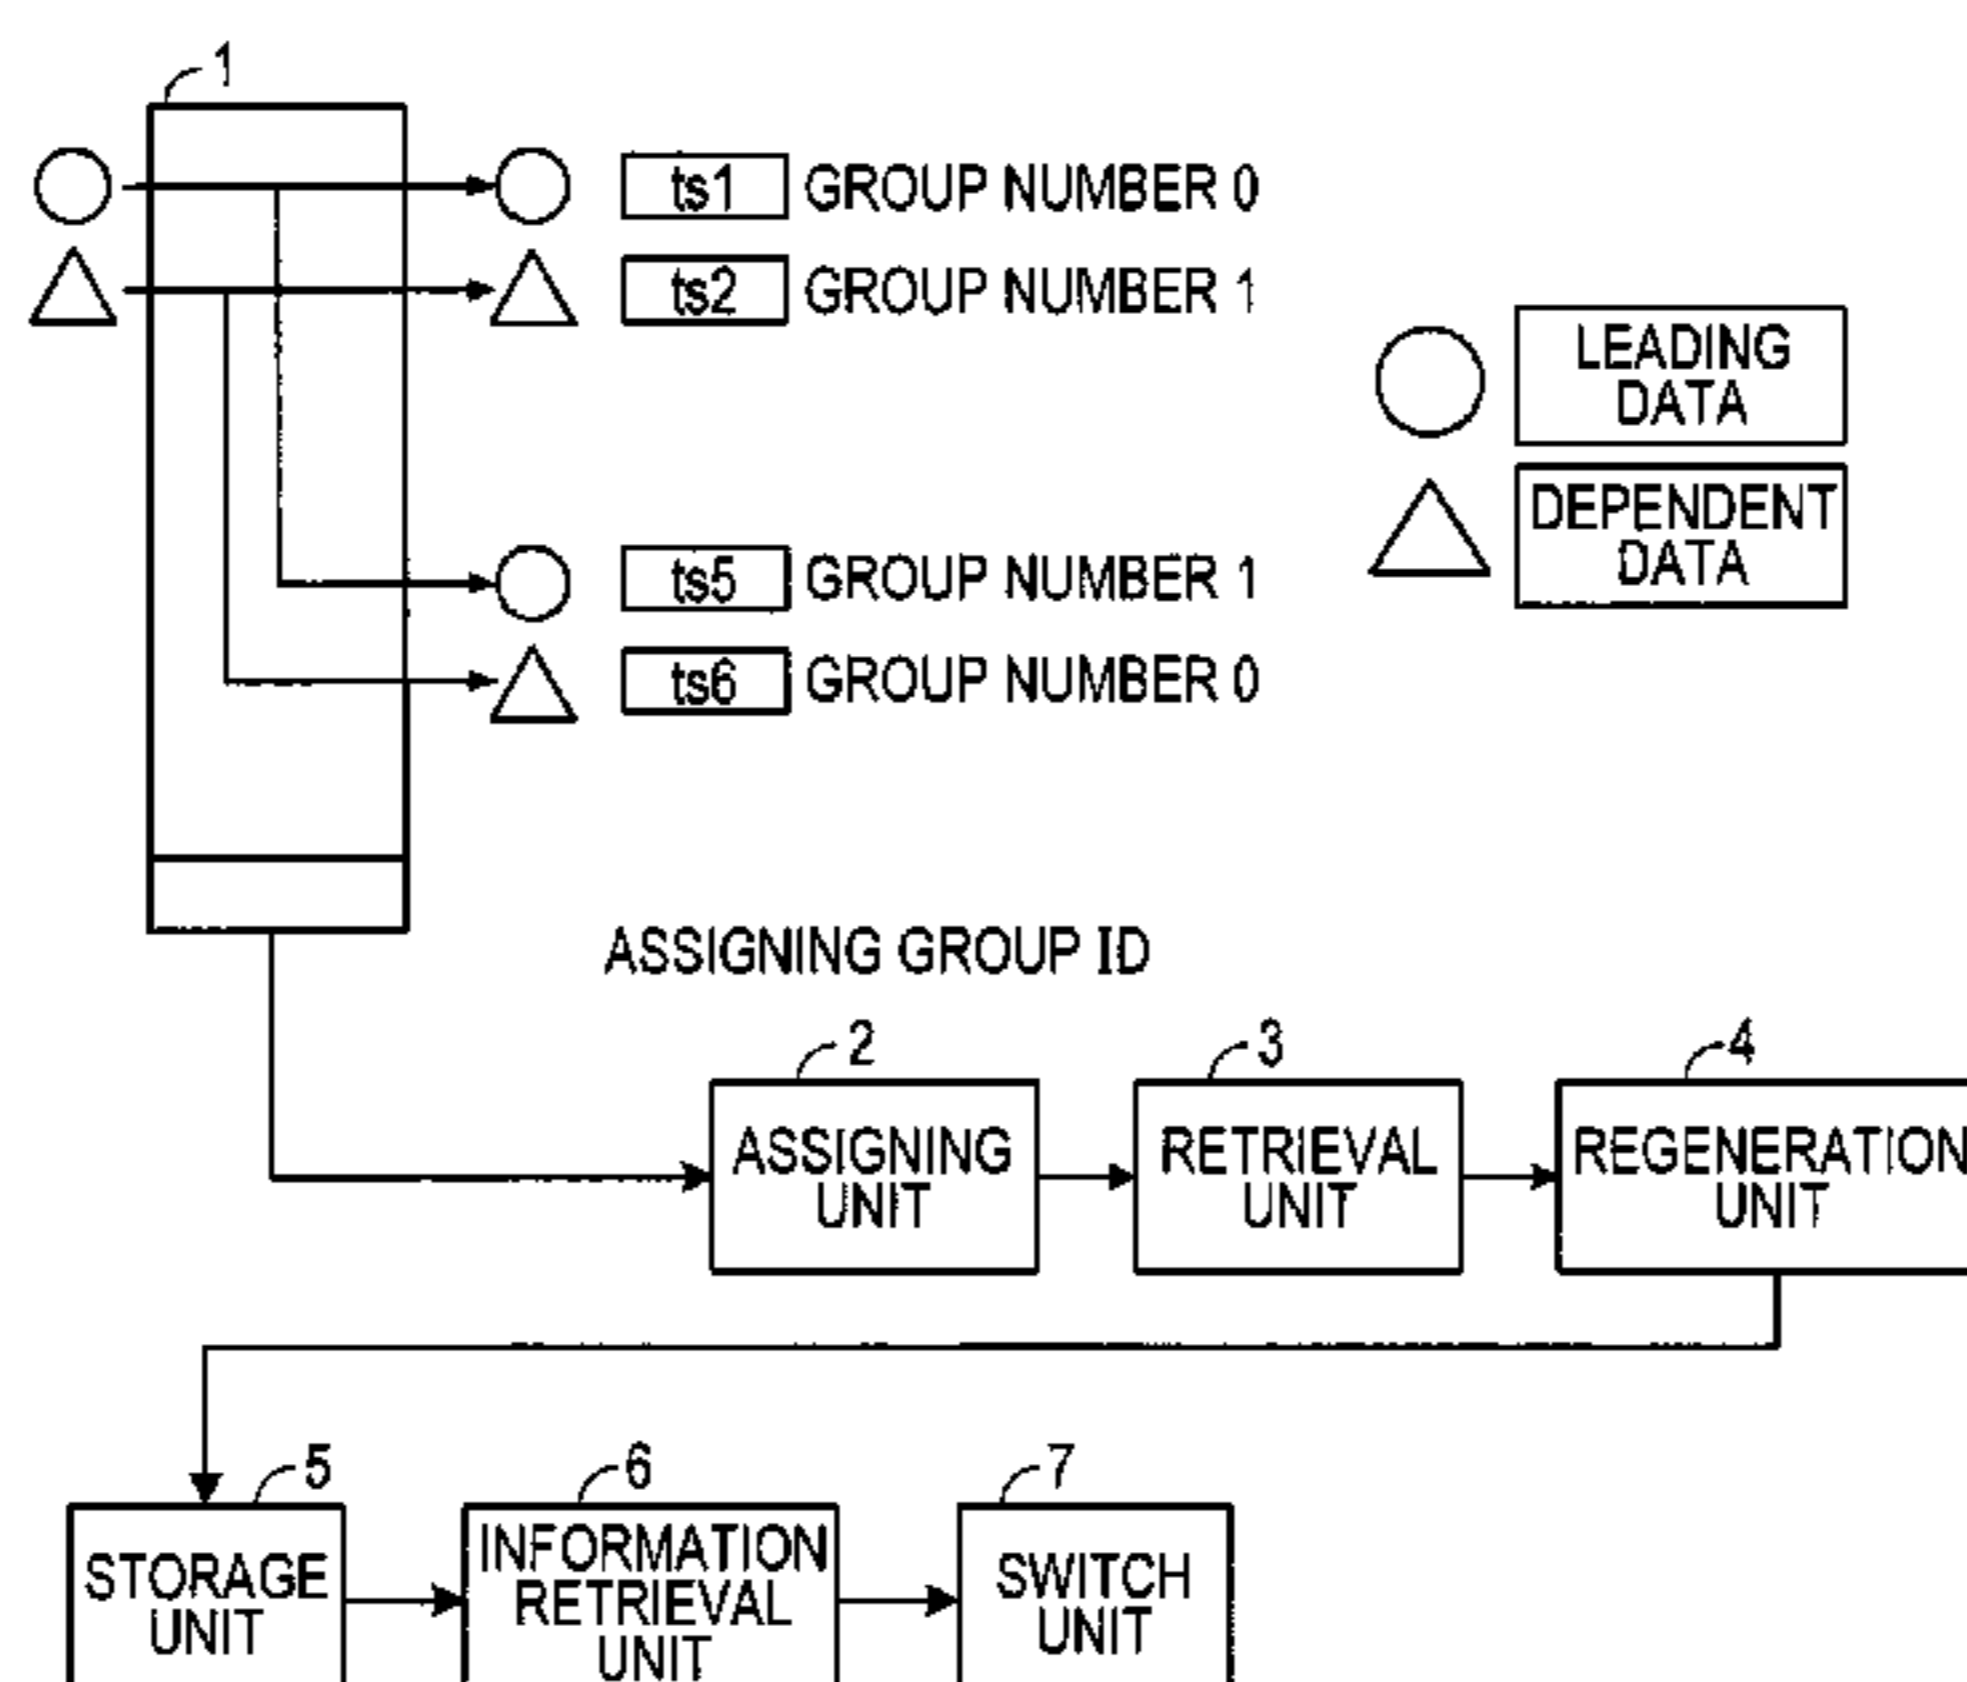 1
ts1 GROUP NUMBER 0
ts2 GROUP NUMBER 1
LEADING
DATA
DEPENDENT
DATA
ts5 GROUP NUMBER 1
ts6 GROUP NUMBER 0
ASSIGNING GROUP ID
2
3
4
ASSIGNING
UNIT
RETRIEVAL
UNIT
REGENERATION
UNIT
5
6
7
STORAGE
UNIT
INFORMATION
RETRIEVAL
UNIT
SWITCH
UNIT